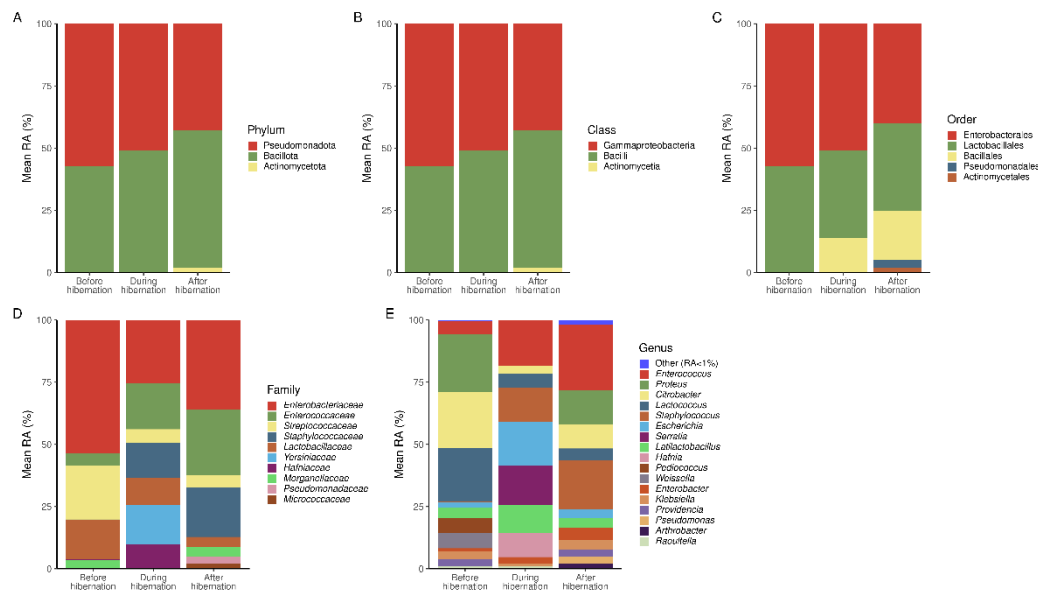 A
Mean RA (%)
100
75
50
25
0
Before
hibernation
During
hibernation
After
hibernation
Phylum
Pseudomonadota
Bacillota
Actinomycetota
B
Mean RA (%)
100
75
50
25
0
Before
hibernation
During
hibernation
After
hibernation
Class
Gammaproteobacteria
Bacilli
Actinomycetia
C
Mean RA (%)
100
75
50
25
0
Before
hibernation
During
hibernation
After
hibernation
Order
Enterobacterales
Lactobacillales
Bacillales
Pseudomonadales
Actinomycetales
D
Mean RA (%)
100
75
50
25
0
Before
hibernation
During
hibernation
After
hibernation
Family
Enterobacteriaceae
Enterococcaceae
Streptococcaceae
Staphylococcaceae
Lactobacillaceae
Yersiniaceae
Hafniaceae
Morganellaceae
Pseudomonadaceae
Micrococcaceae
E
Mean RA (%)
100
75
50
25
0
Before
hibernation
During
hibernation
After
hibernation
Genus
Other (RA<1%)
Enterococcus
Proteus
Citrobacter
Lactococcus
Staphylococcus
Escherichia
Serratia
Latilactobacillus
Hafnia
Pediococcus
Weissella
Enterobacter
Klebsiella
Providencia
Pseudomonas
Arthrobacter
Raoultella